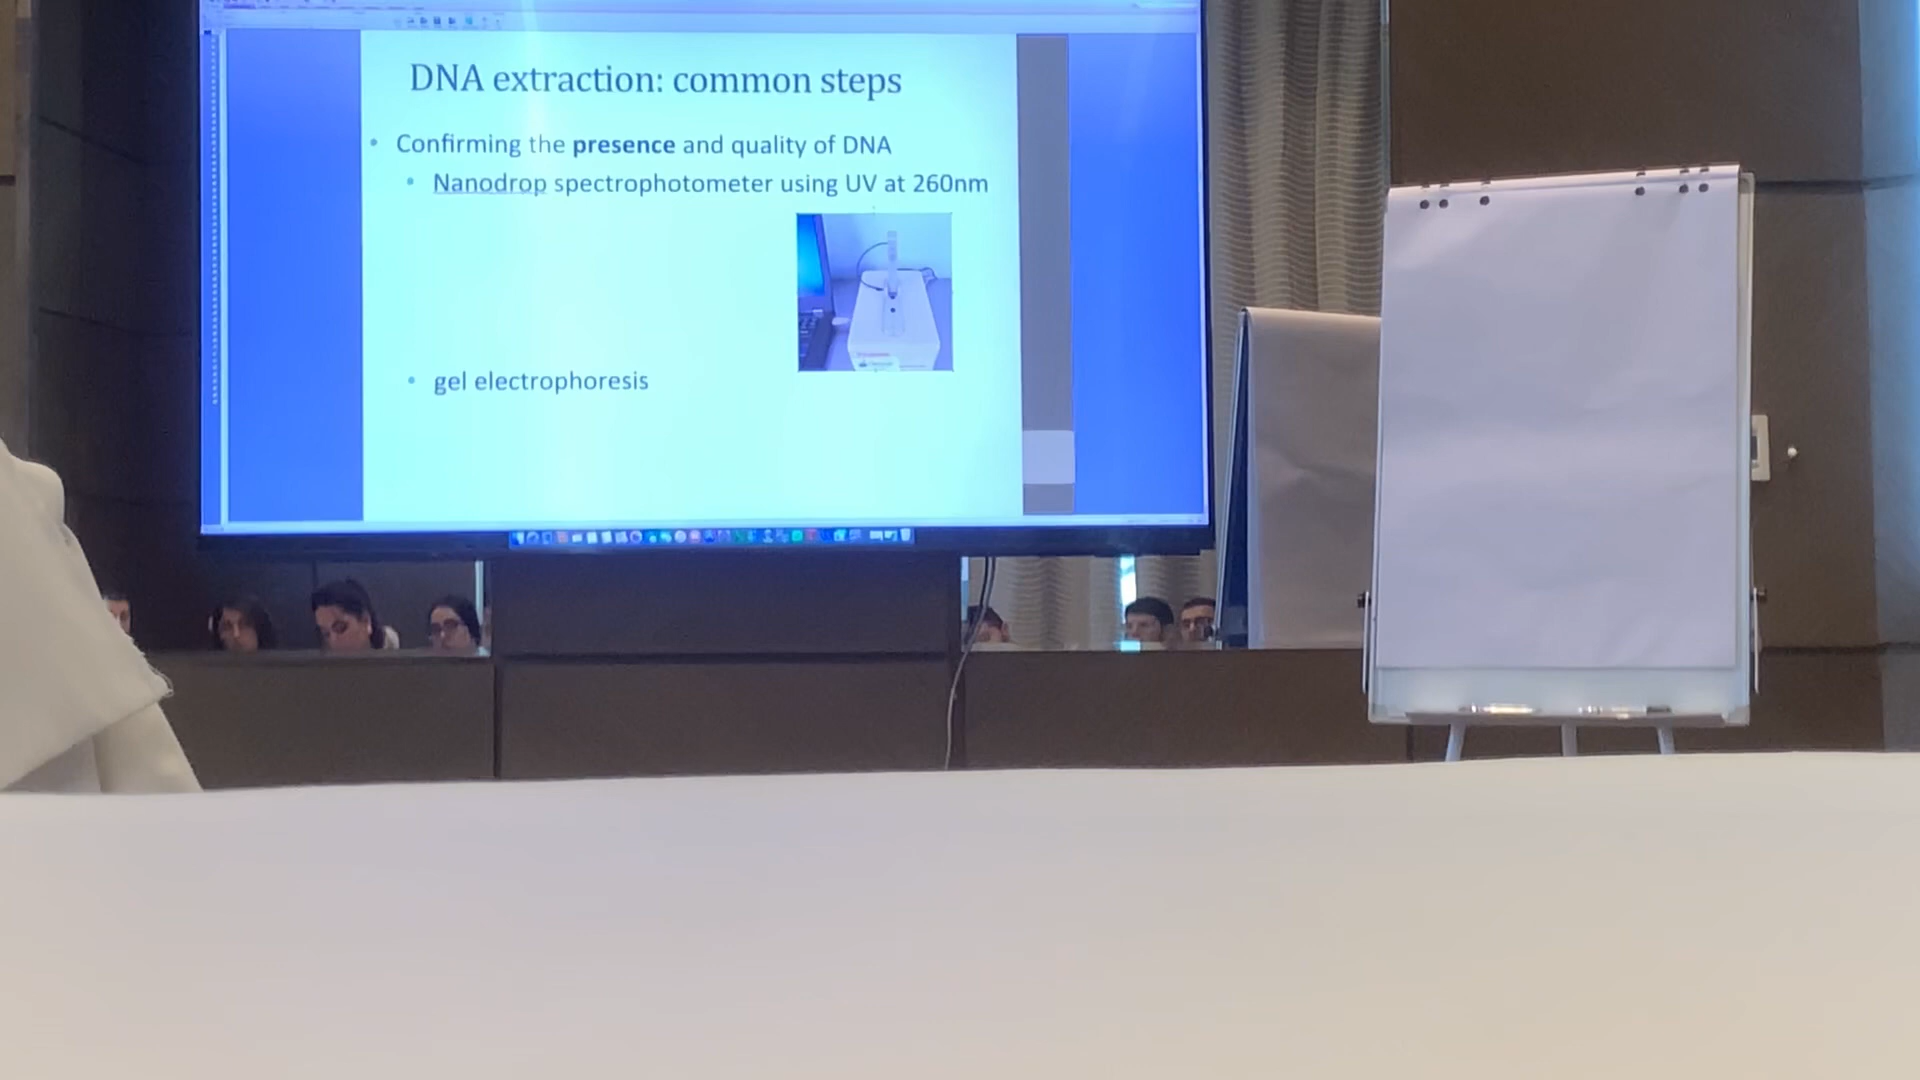 DNA extraction: common steps
• Confirming the presence and quality of DNA
• Nanodrop spectrophotometer using UV at 260nm
• gel electrophoresis